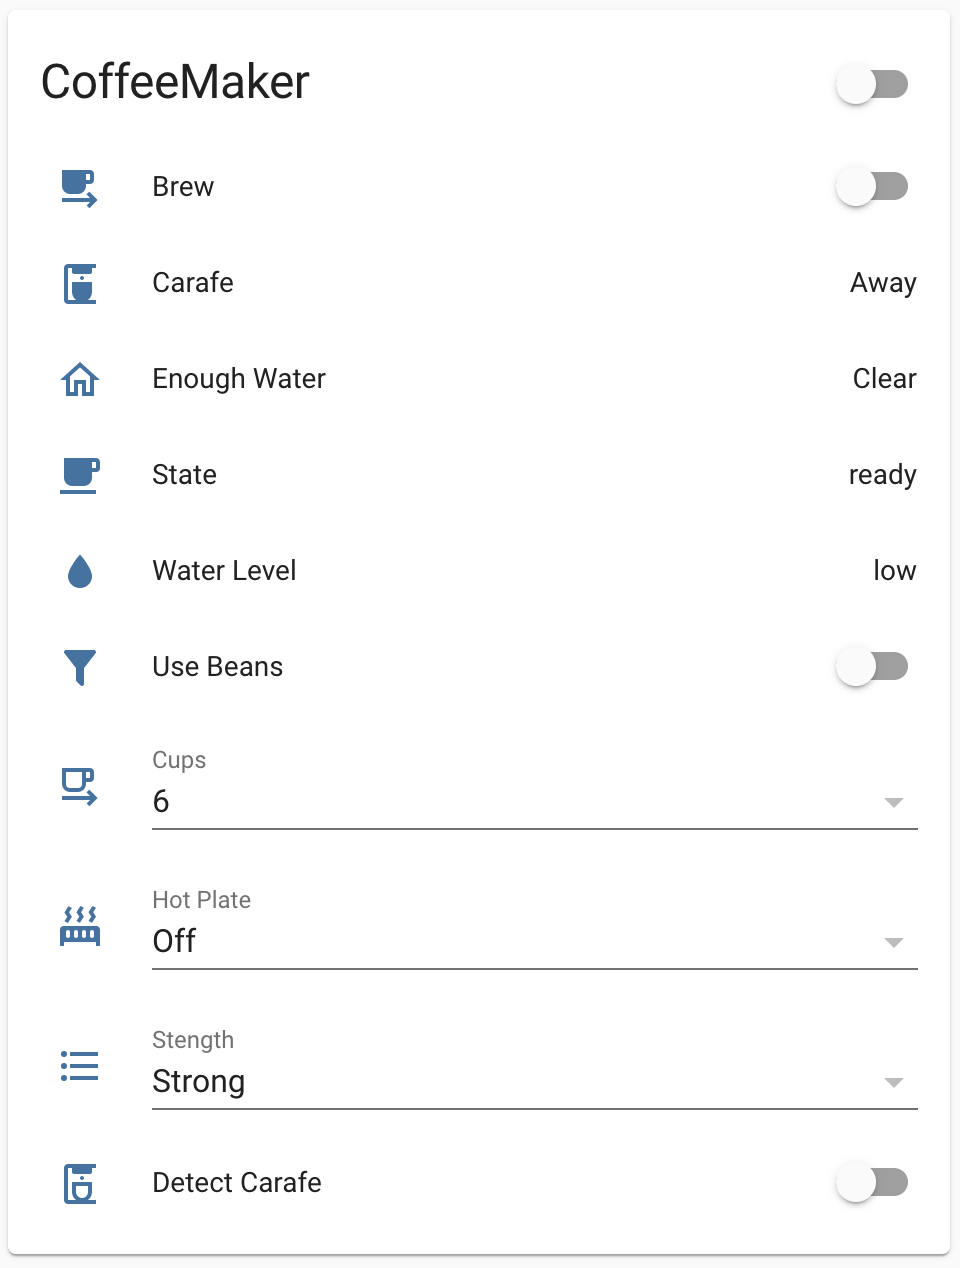 CoffeeMaker
Brew
Carafe Away
Enough Water Clear
State ready
Water Level low
Use Beans
Cups
6
Hot Plate
Off
Stength
Strong
Detect Carafe